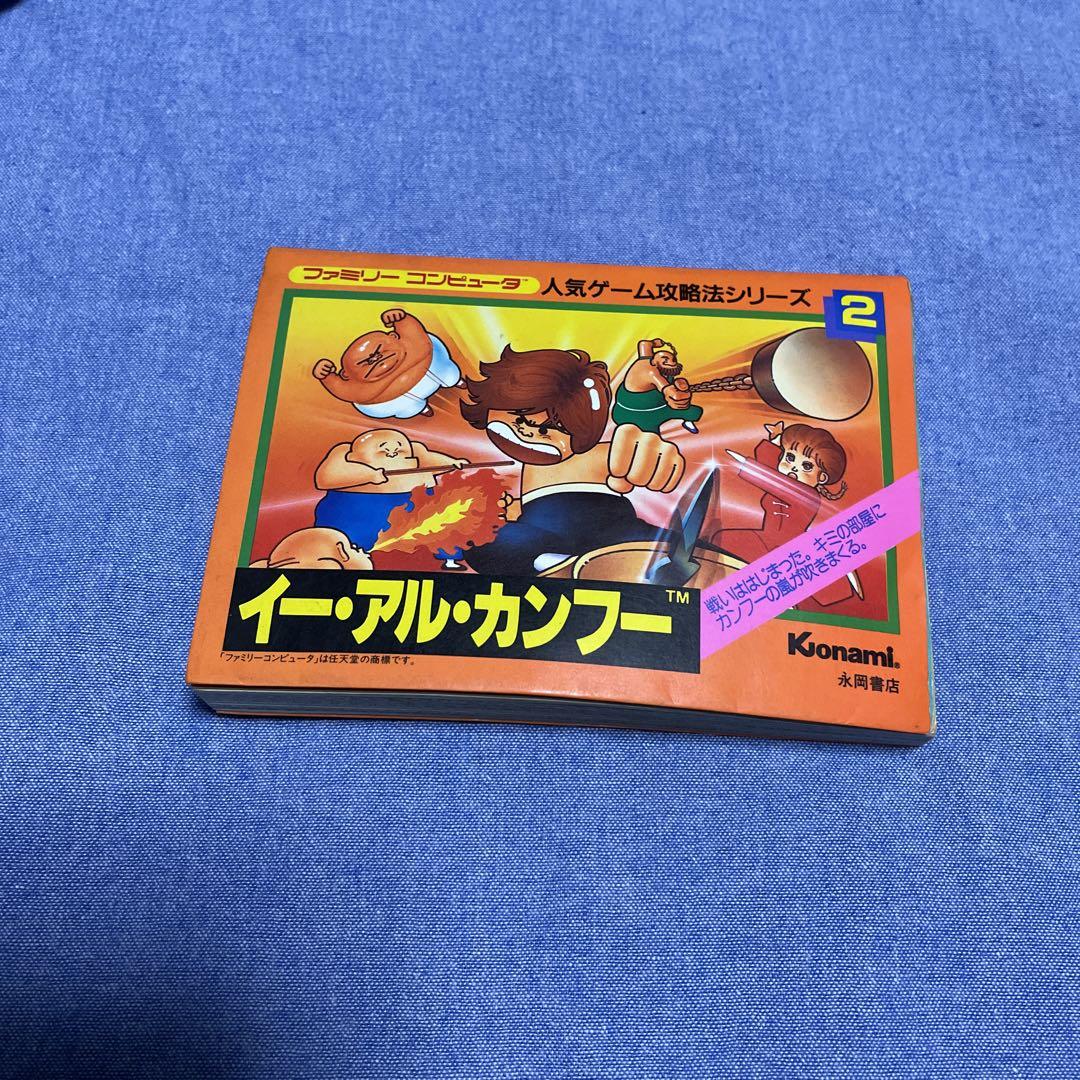 ファミリー コンピュータ™
人気ゲーム攻略法シリーズ
2
戦いははじまった。キミの部屋に
カンフーの嵐が吹きまくる。
イー・アル・カンフー™
「ファミリーコンピュータ」は任天堂の商標です。
Konami®
永岡書店